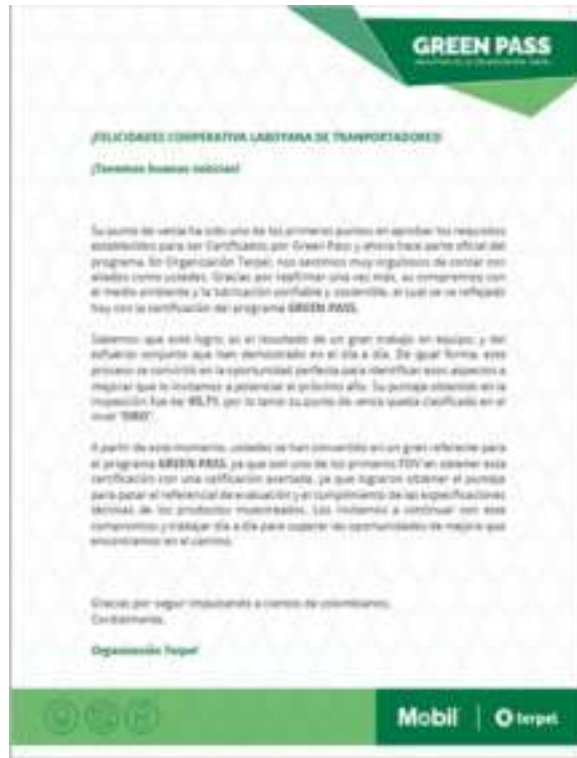 GREEN PASS
¡FELICIDADES COOPERATIVA LABOYANA DE TRANPORTADORES!
¡Tenemos buenas noticias!
Su punto de venta ha sido uno de los primeros puntos en aprobar los requisitos
establecidos para ser Certificados por Green Pass y ahora hace parte oficial del
programa. En Organización Terpel, nos sentimos muy orgullosos de contar con
aliados como ustedes. Gracias por reafirmar una vez más, su compromiso con
el medio ambiente y la lubricación confiable y sostenible, el cual se ve reflejado
hoy con la certificación del programa GREEN PASS.
Sabemos que este logro, es el resultado de un gran trabajo en equipo, y del
esfuerzo conjunto que han demostrado en el día a día. De igual forma, este
proceso se convirtió en la oportunidad perfecta para identificar esos aspectos a
mejorar que lo invitamos a potenciar el próximo año. Su puntaje obtenido en la
inspección fue de: por lo tanto su punto de venta queda clasificado en el
nivel "ORO".
A partir de este momento, ustedes se han convertido en un gran referente para
el programa GREEN PASS, ya que son uno de los primeros PDV en obtener esta
certificación con una calificación acertada, ya que lograron obtener el puntaje
para pasar el referencial de evaluación y el cumplimiento de las especificaciones
técnicas de los productos muestreados. Los invitamos a continuar con este
compromiso y trabajar día a día para superar las oportunidades de mejora que
encontramos en el camino.
Gracias por seguir impulsando a cientos de colombianos,
Cordialmente,
Organización Terpel
Mobil terpel